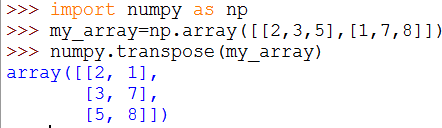 >>> import numpy as np
>>> my_array=np.array([[2,3,5],[1,7,8]])
>>> numpy.transpose(my_array)
array([[2, 1],
       [3, 7],
       [5, 8]])